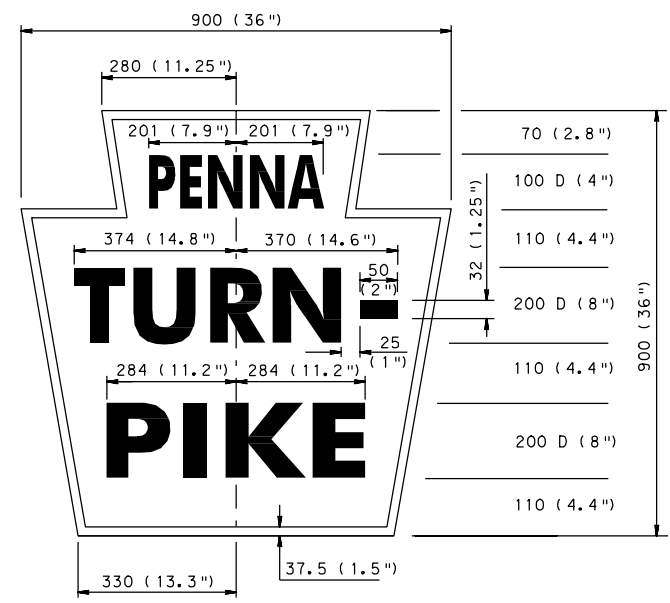 900 (36")
280 (11.25")
201 (7.9") 201 (7.9")
70 (2.8")
PENNA
100 D (4")
374 (14.8") 370 (14.6")
32 (1.25")
110 (4.4")
50
(2")
TURN-
200 D (8")
900 (36")
25
(1")
284 (11.2") 284 (11.2")
110 (4.4")
PIKE
200 D (8")
110 (4.4")
37.5 (1.5")
330 (13.3")